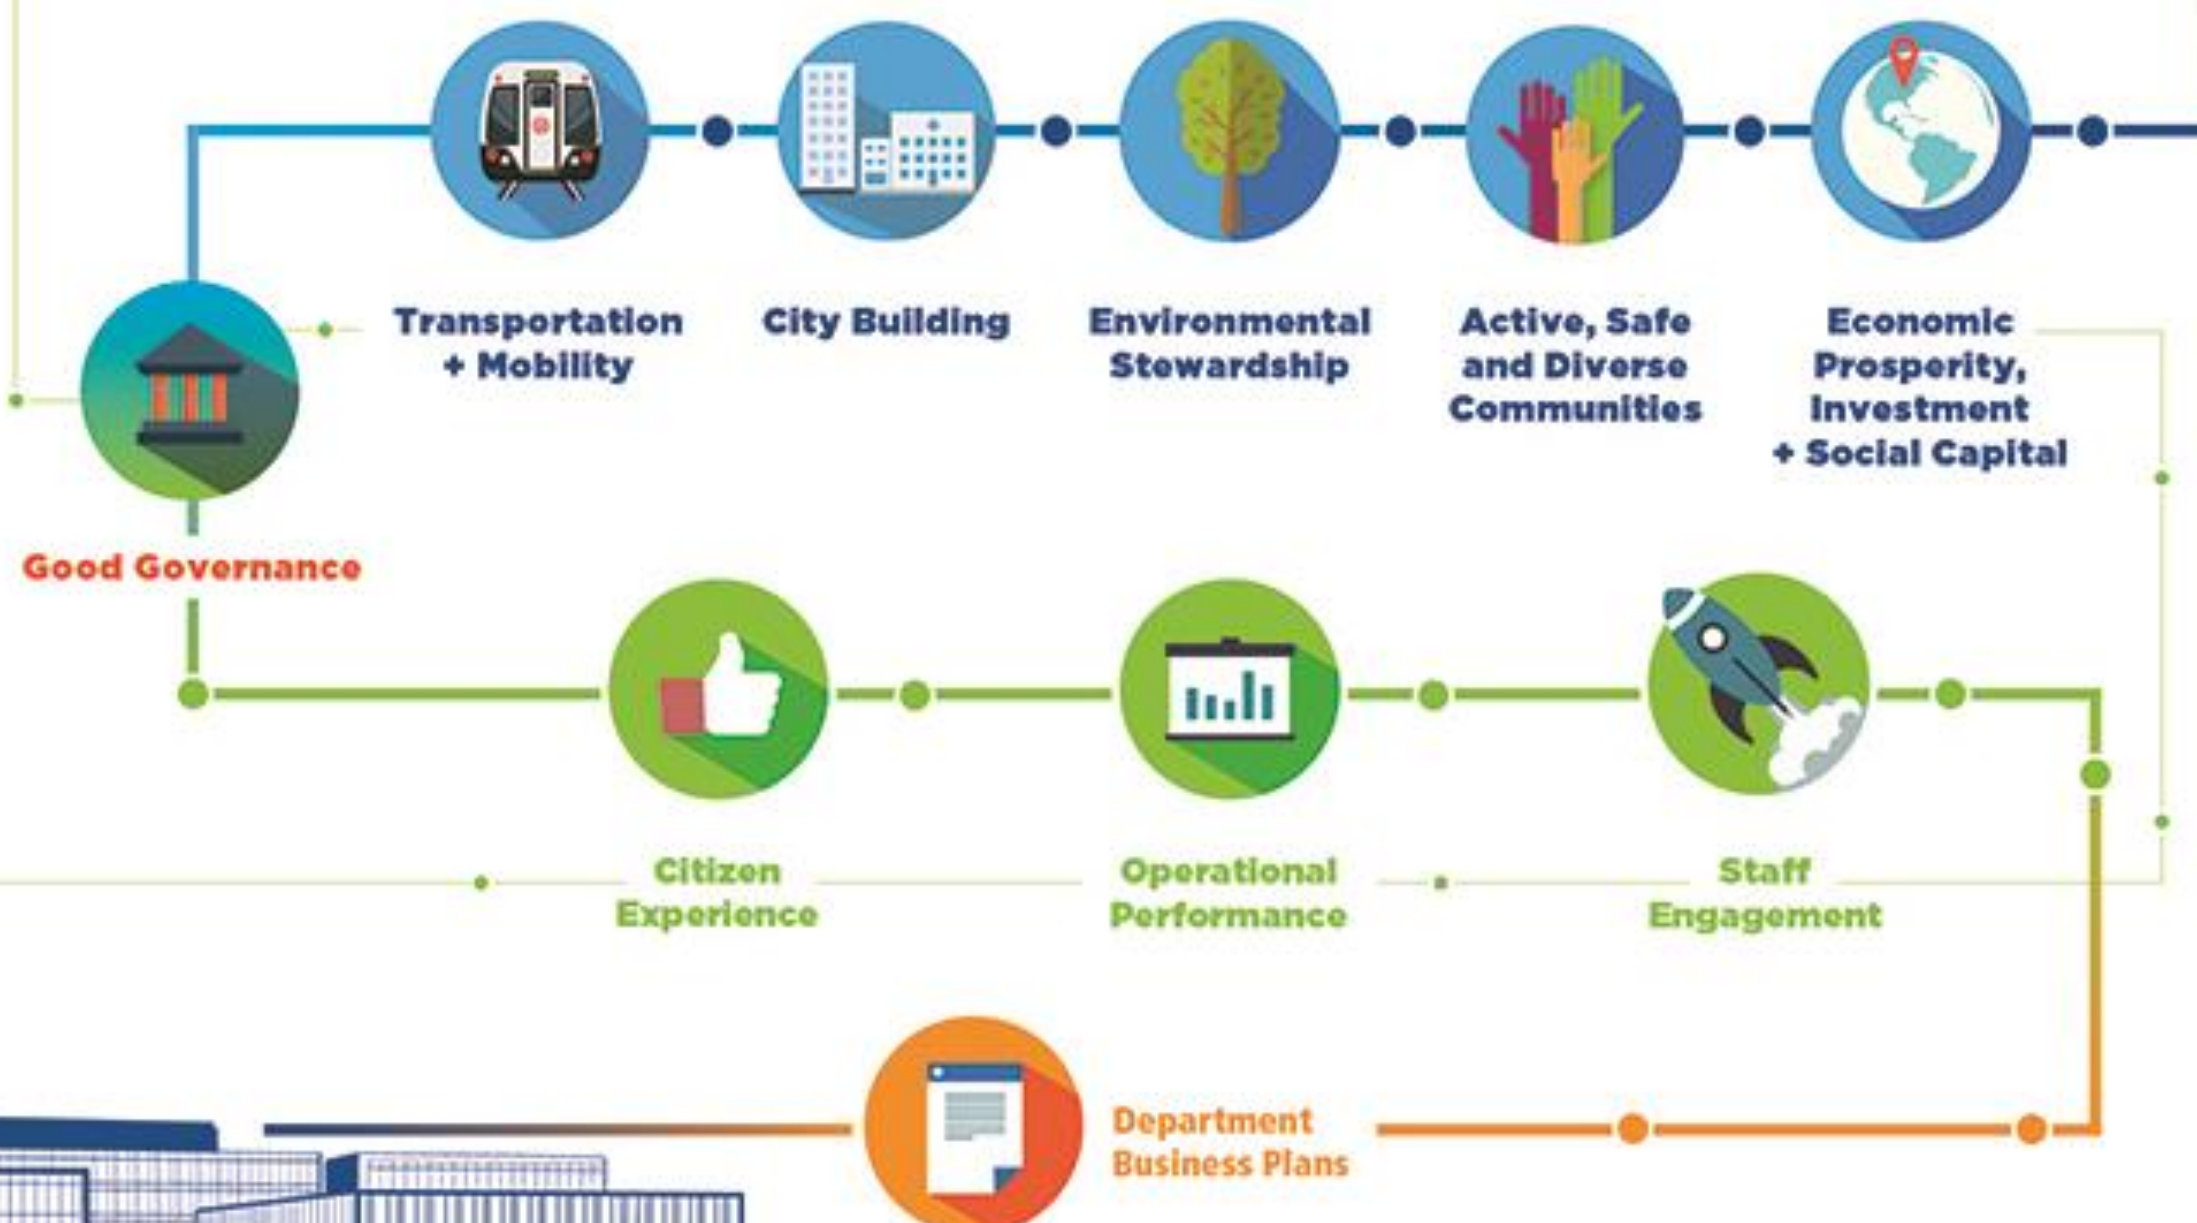 Transportation
+ Mobility
City Building
Environmental
Stewardship
Active, Safe
and Diverse
Communities
Economic
Prosperity,
Investment
+ Social Capital
Good Governance
Citizen
Experience
Operational
Performance
Staff
Engagement
Department
Business Plans